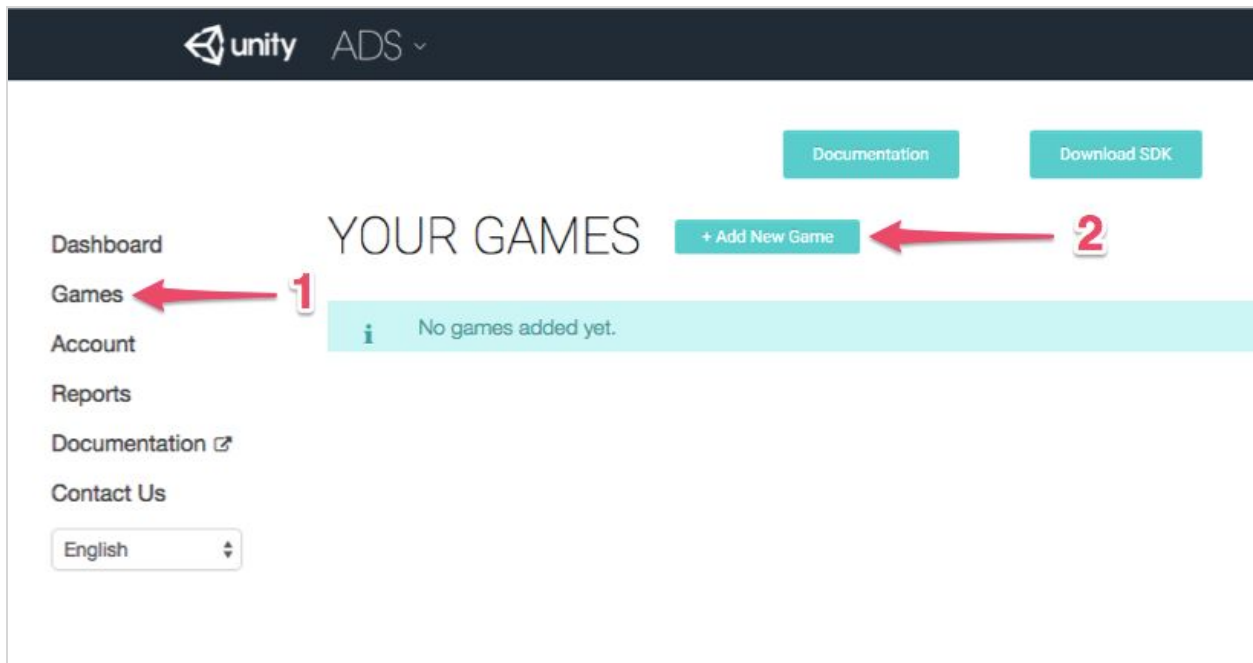 unity ADS
Documentation Download SDK
YOUR GAMES + Add New Game 2
Dashboard
Games 1
No games added yet.
Account
Reports
Documentation
Contact Us
English